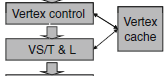 Vertex control
Vertex
cache
VS/T & L